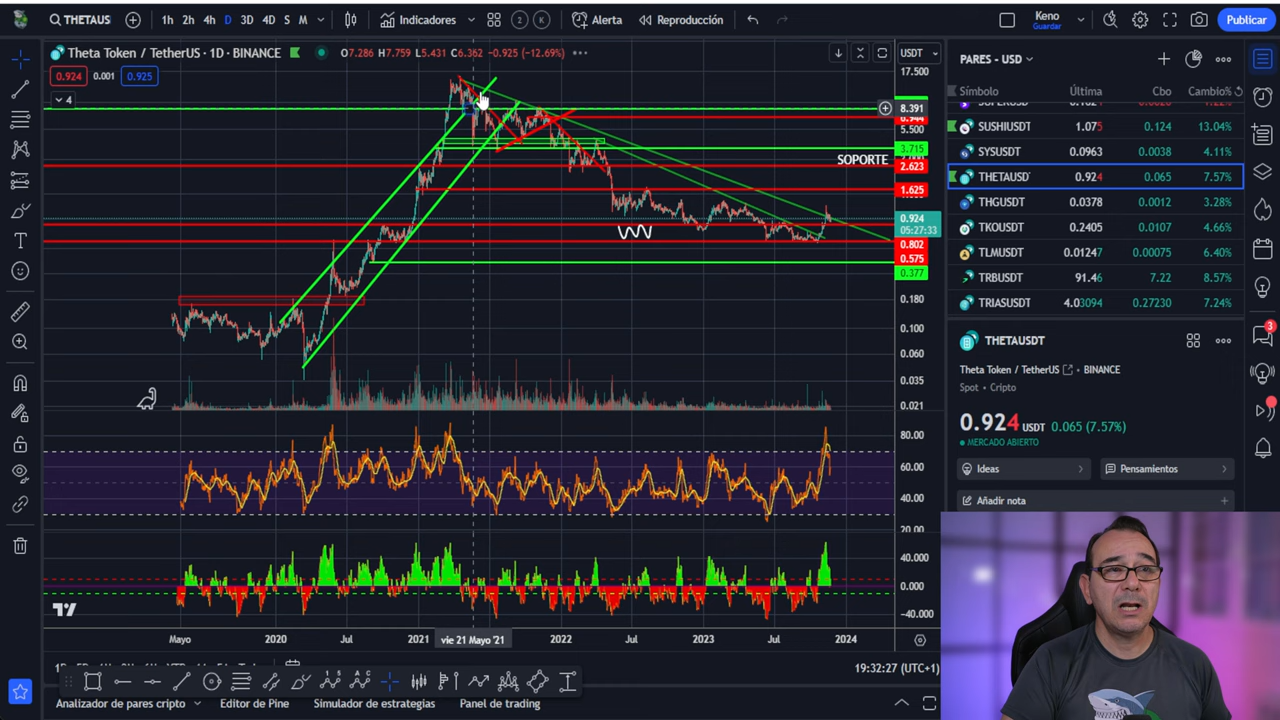 THETAUS
1h 2h 4h D 3D 4D S M
Indicadores
Alerta
Reproducción
Keno
Guardar
Publicar
Theta Token / TetherUS · 1D · BINANCE
O7.286 H7.759 L5.431 C6.362 -0.925 (-12.69%)
USDT
0.924 0.001 0.925
4
17.500
8.391
5.500
3.715
SOPORTE
2.623
1.625
0.924
05:27:33
0.802
0.575
0.377
0.180
0.100
0.060
0.035
0.021
80.00
60.00
40.00
20.00
40.000
0.000
-40.000
Mayo 2020 Jul 2021 vie 21 Mayo '21 2022 Jul 2023 Jul 2024
19:32:27 (UTC+1)
Analizador de pares cripto
Editor de Pine
Simulador de estrategias
Panel de trading
PARES - USD
Símbolo Última Cbo Cambio%
SUSHIUSDT 1.075 0.124 13.04%
SYSUSDT 0.0963 0.0038 4.11%
THETAUSD 0.924 0.065 7.57%
THGUSDT 0.0378 0.0012 3.28%
TKOUSDT 0.2405 0.0107 4.66%
TLMUSDT 0.01247 0.00075 6.40%
TRBUSDT 91.46 7.22 8.57%
TRIASUSDT 4.03094 0.27230 7.24%
THETAUSDT
Theta Token / TetherUS · BINANCE
Spot · Cripto
0.924 USDT 0.065 (7.57%)
MERCADO ABIERTO
Ideas
Pensamientos
Añadir nota
3